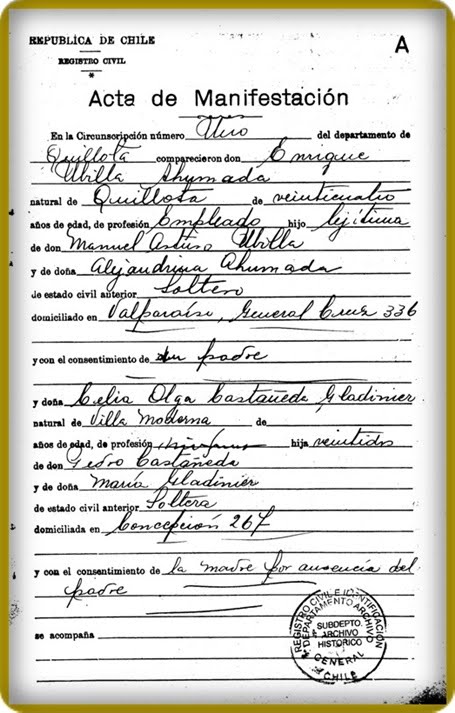 REPUBLICA DE CHILE
A
REGISTRO CIVIL
*
Acta de Manifestación
En la Circunscripción número Uno del departamento de
Quillota comparecieron don Enrique
Ubilla Ahumada
natural de Quillota de veinticuatro
años de edad, de profesión Empleado hijo lejítimo
de don Manuel Arturo Ubilla
y de doña Alejandrina Ahumada
de estado civil anterior Soltero
domiciliado en Valparaíso, General Cruz 336
y con el consentimiento de su padre
y doña Celia Olga Castañeda Gladinier
natural de Villa Moderna de
años de edad, de profesión hija veintidos
de don Pedro Castañeda
y de doña María Gladinier
de estado civil anterior Soltera
domiciliada en Concepción 267
y con el consentimiento de la madre por ausencia del
padre
se acompaña
REGISTRO CIVIL E IDENTIFICACIÓN
DEPARTAMENTO ARCHIVO
SUBDEPTO.
ARCHIVO
HISTORICO
GENERAL
CHILE